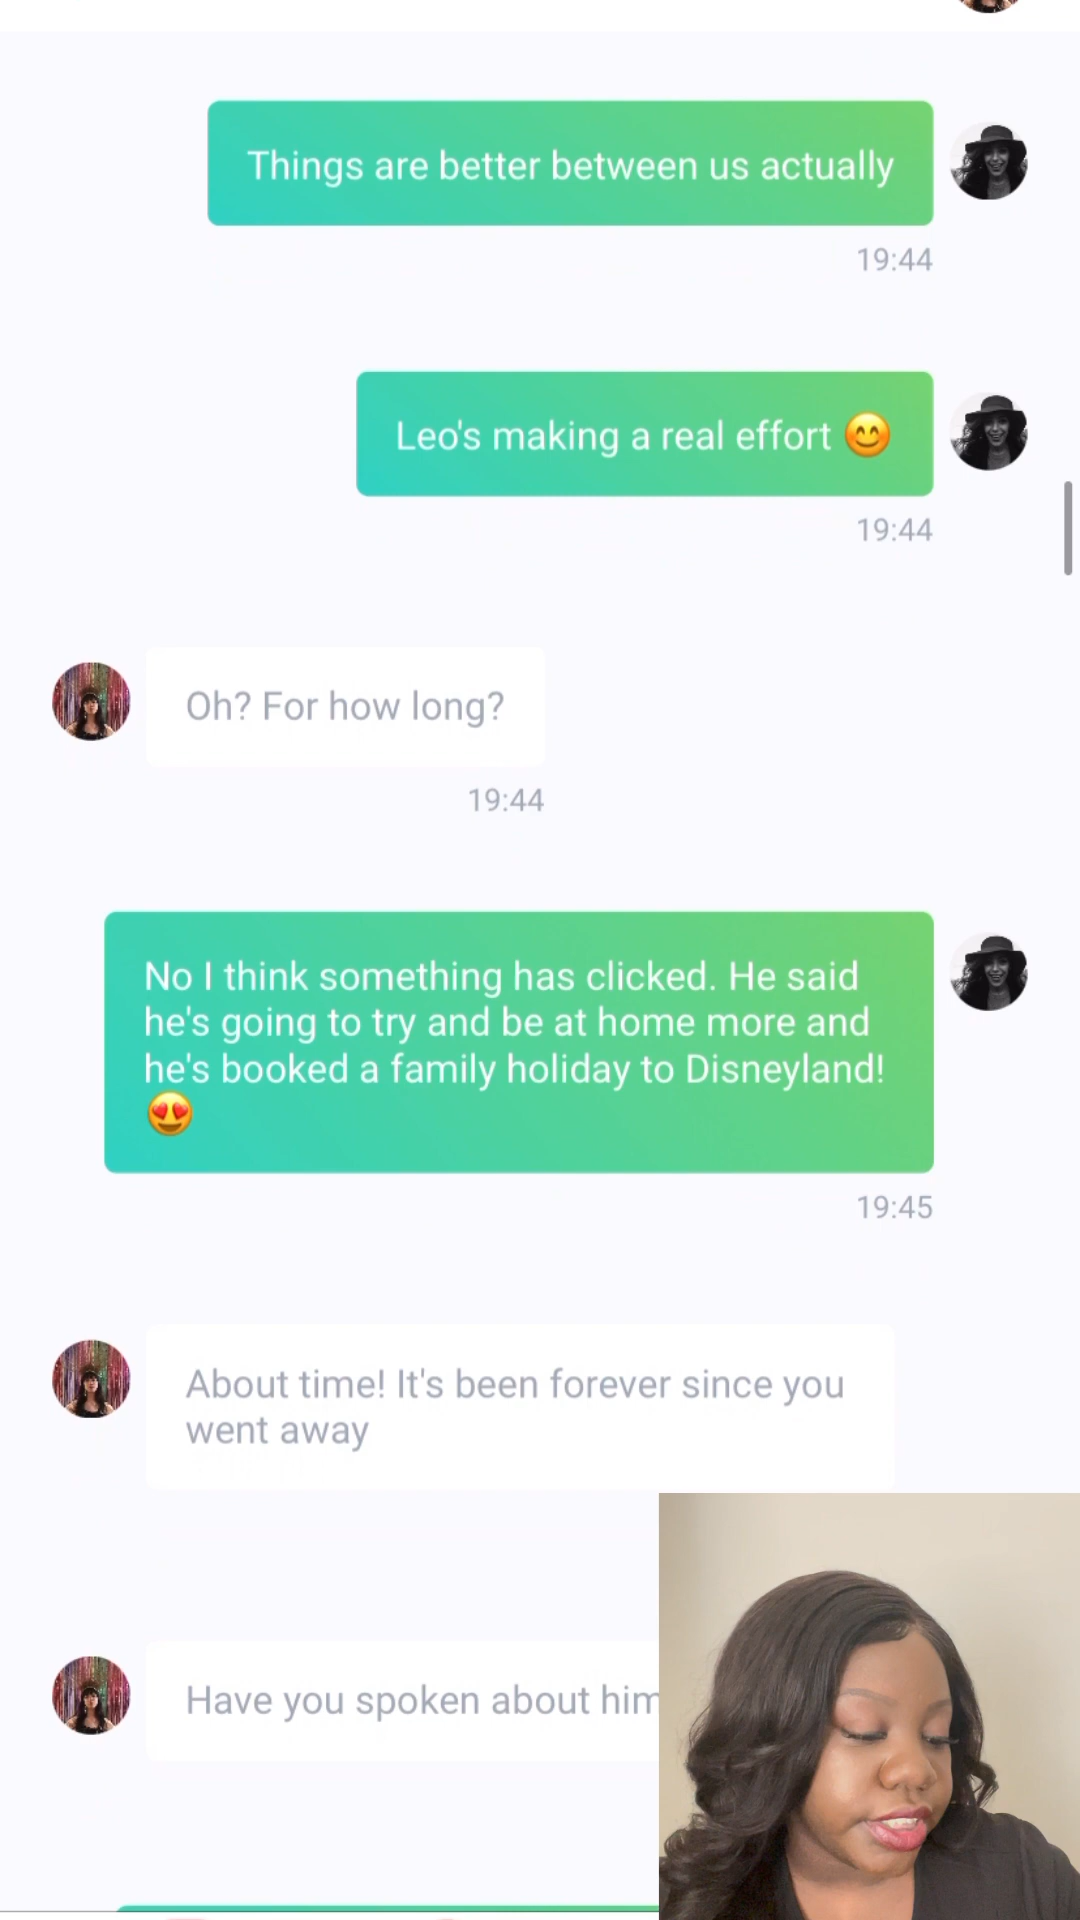 Things are better between us actually
19:44
Leo's making a real effort 😊
19:44
Oh? For how long?
19:44
No I think something has clicked. He said
he's going to try and be at home more and
he's booked a family holiday to Disneyland!
😍
19:45
About time! It's been forever since you
went away
Have you spoken about him